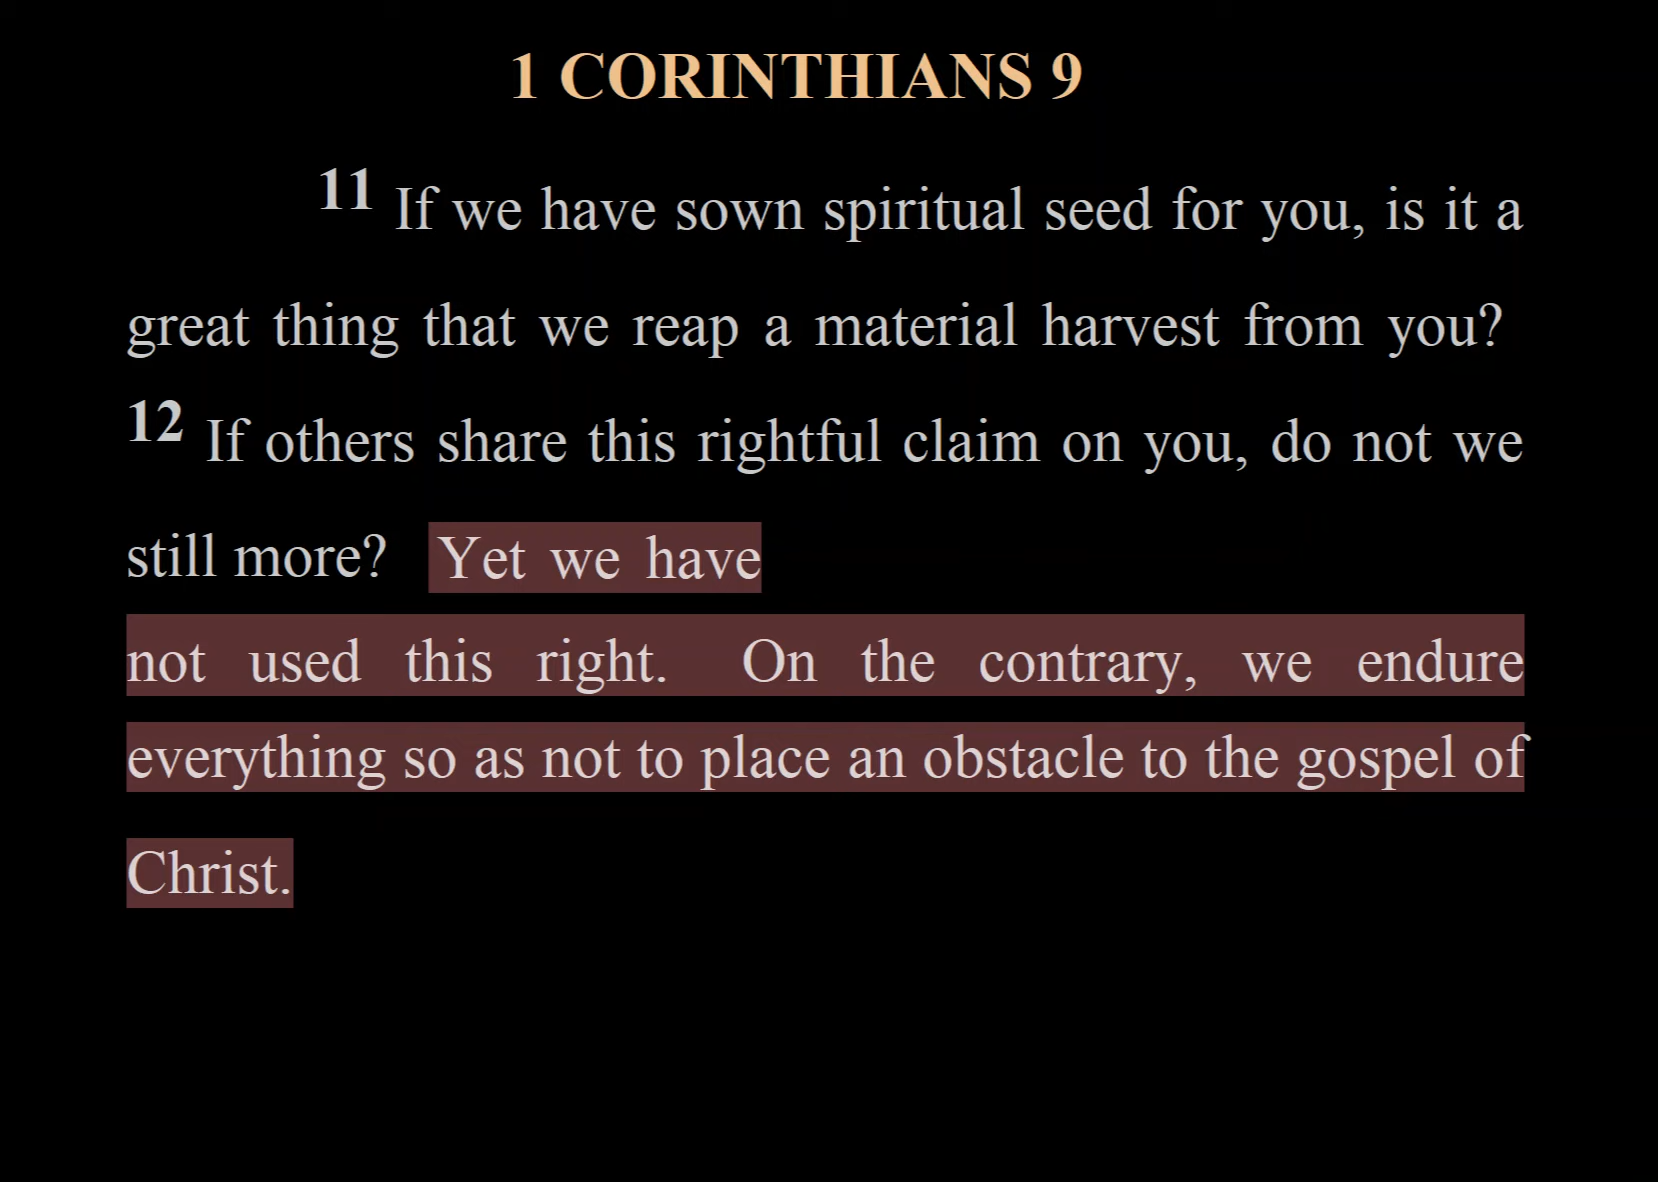 1 CORINTHIANS 9
11 If we have sown spiritual seed for you, is it a
great thing that we reap a material harvest from you?
12 If others share this rightful claim on you, do not we
still more? Yet we have
not used this right. On the contrary, we endure
everything so as not to place an obstacle to the gospel of
Christ.